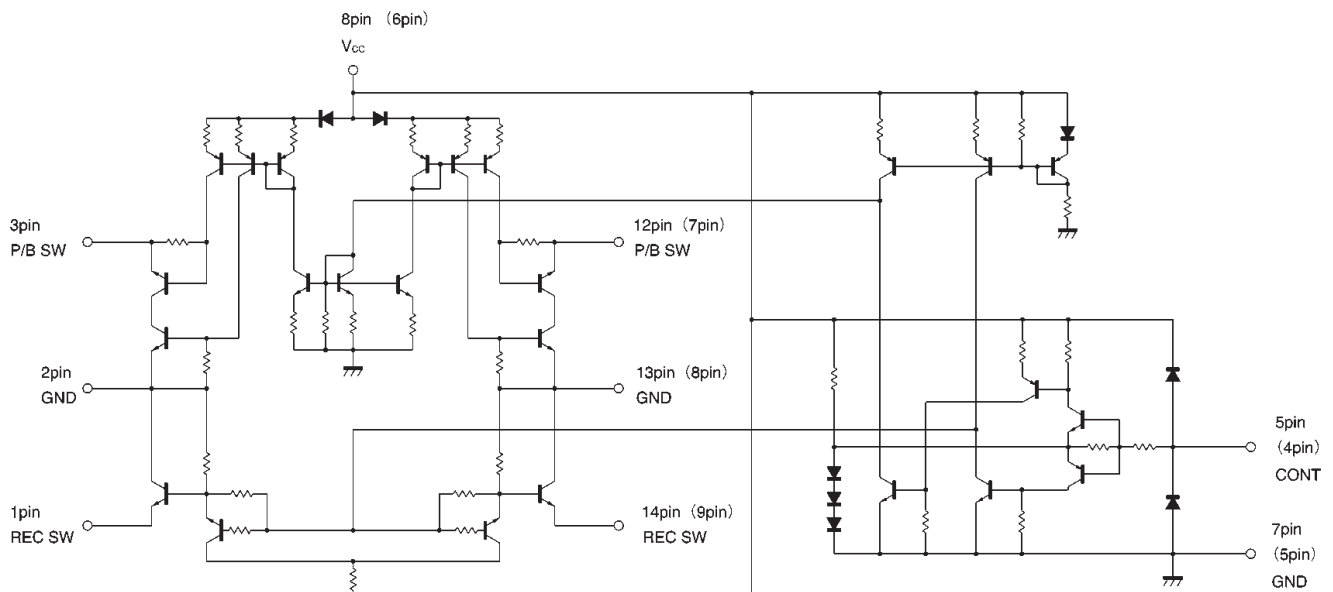 8pin (6pin)
Vcc
3pin
P/B SW
12pin (7pin)
P/B SW
2pin
GND
13pin (8pin)
GND
5pin
(4pin)
CONT
1pin
REC SW
14pin (9pin)
REC SW
7pin
(5pin)
GND